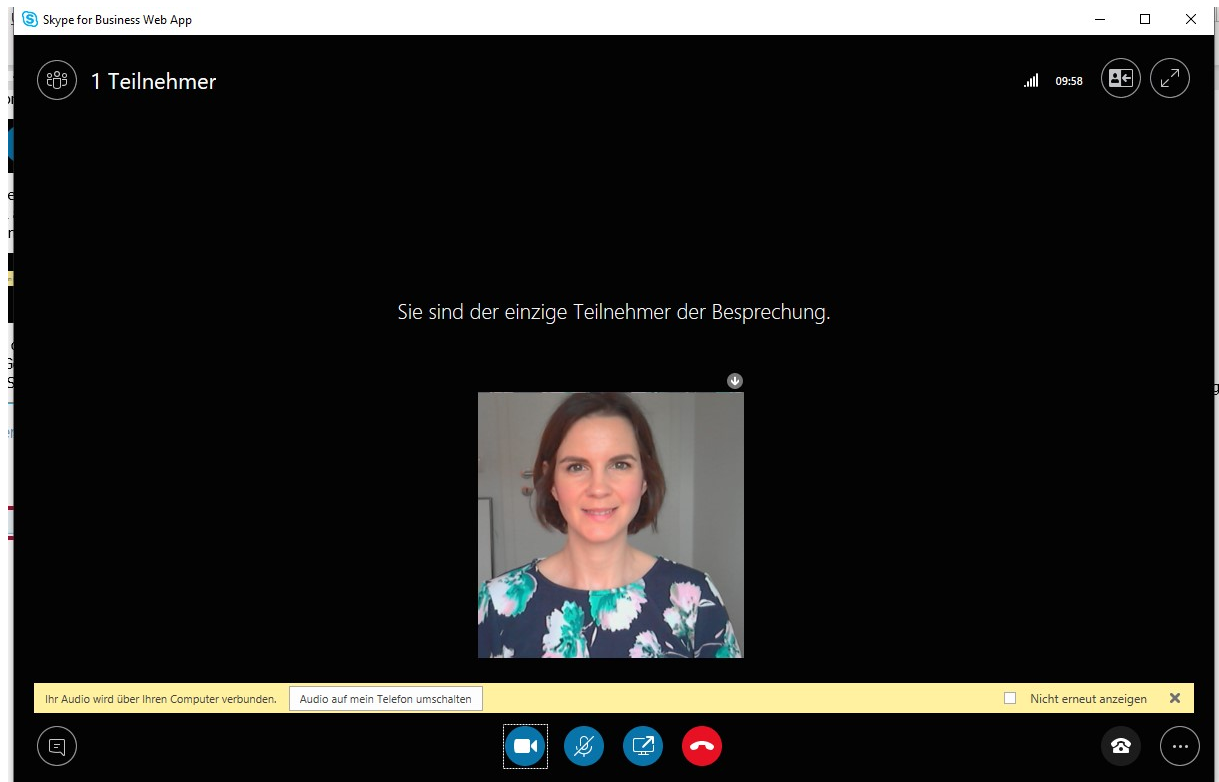 Skype for Business Web App
1 Teilnehmer
09:58
Sie sind der einzige Teilnehmer der Besprechung.
Ihr Audio wird über Ihren Computer verbunden.
Audio auf mein Telefon umschalten
Nicht erneut anzeigen